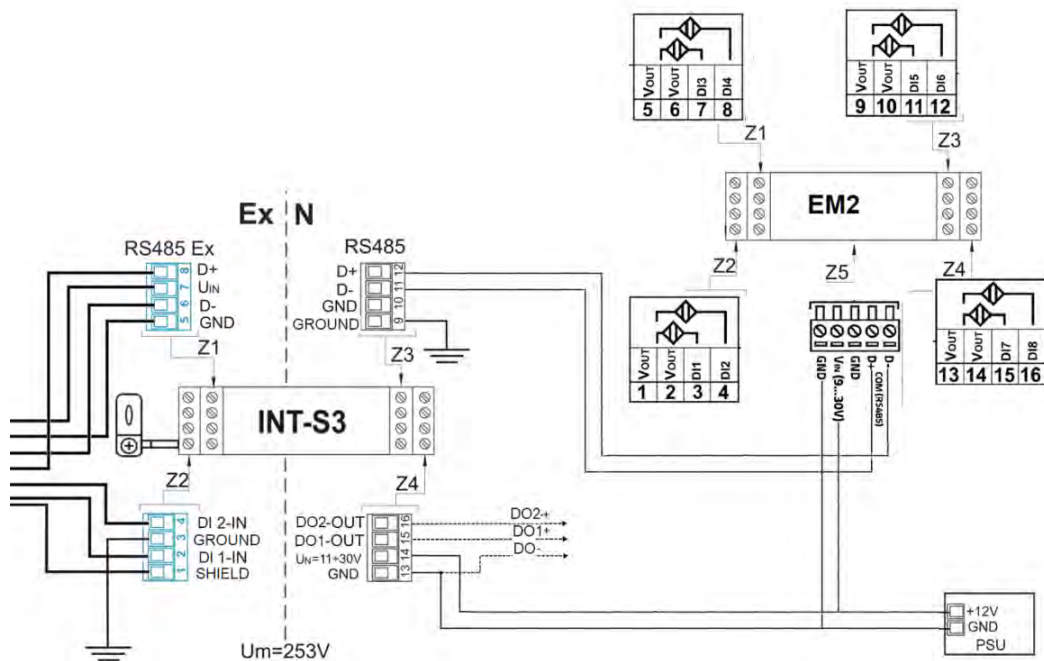 VOUT VOUT DI3 DI4
5 6 7 8
VOUT VOUT DI5 DI6
9 10 11 12
Z1
Z3
EM2
Z2
Z5
Z4
VOUT VOUT DI1 DI2
1 2 3 4
GND
VIN (9...30V)
GND
D+
D-
COM (RS485)
VOUT VOUT DI7 DI8
13 14 15 16
Ex N
RS485 Ex
8 D+
7 UIN
6 D-
5 GND
Z1
RS485
D+ 12
D- 11
GND 10
GROUND 9
Z3
INT-S3
Z2
4 DI 2-IN
3 GROUND
2 DI 1-IN
1 SHIELD
Z4
DO2-OUT 16
DO1-OUT 15
UN=11÷30V 14
GND 13
DO2+
DO1+
DO-
+12V
GND
PSU
Um=253V